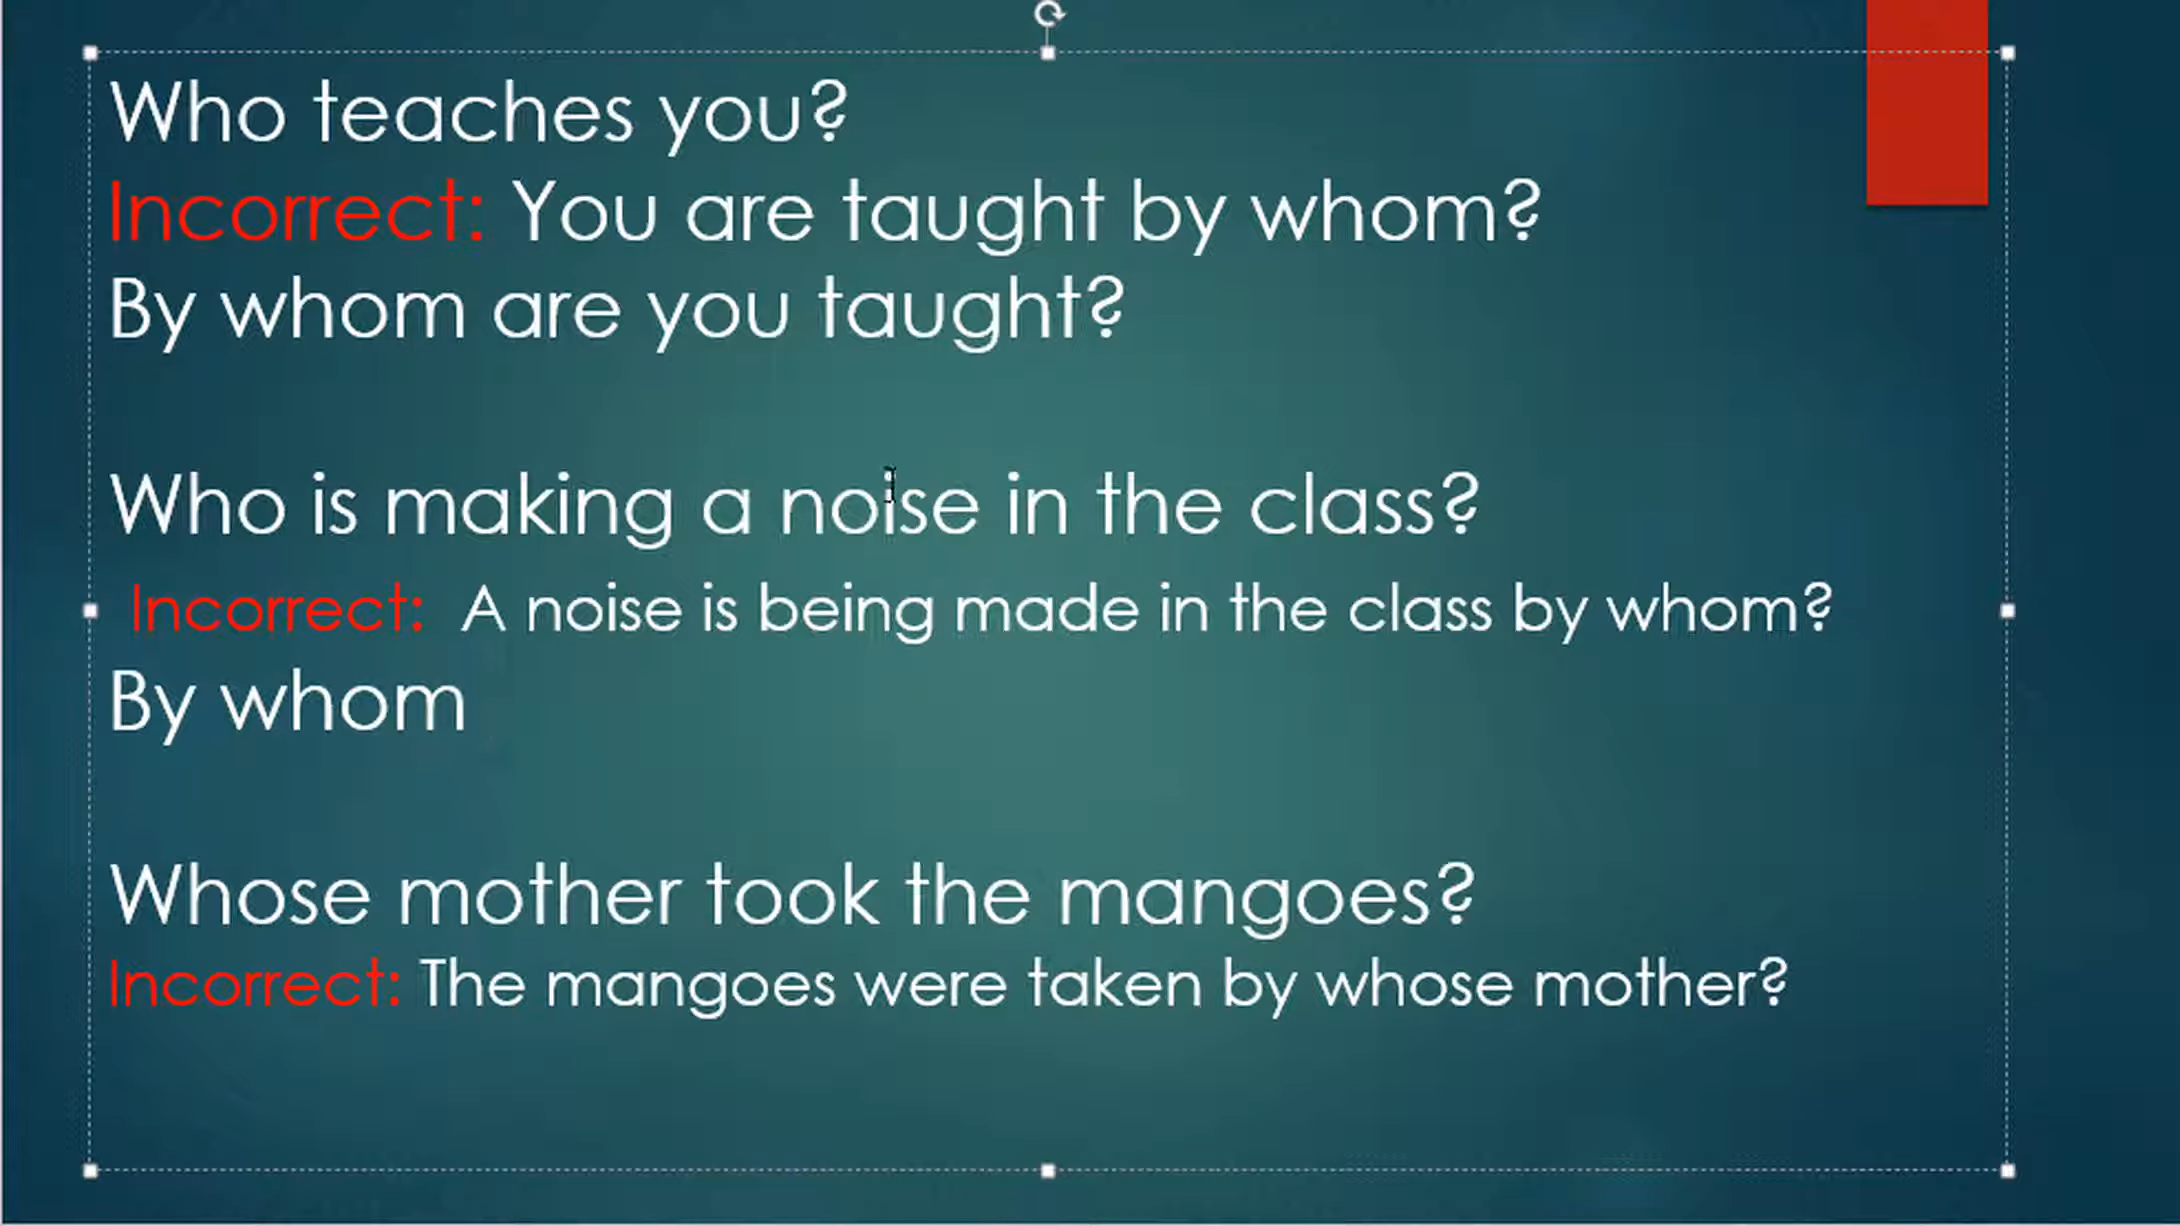 Who teaches you?
Incorrect: You are taught by whom?
By whom are you taught?
Who is making a noise in the class?
Incorrect: A noise is being made in the class by whom?
By whom
Whose mother took the mangoes?
Incorrect: The mangoes were taken by whose mother?